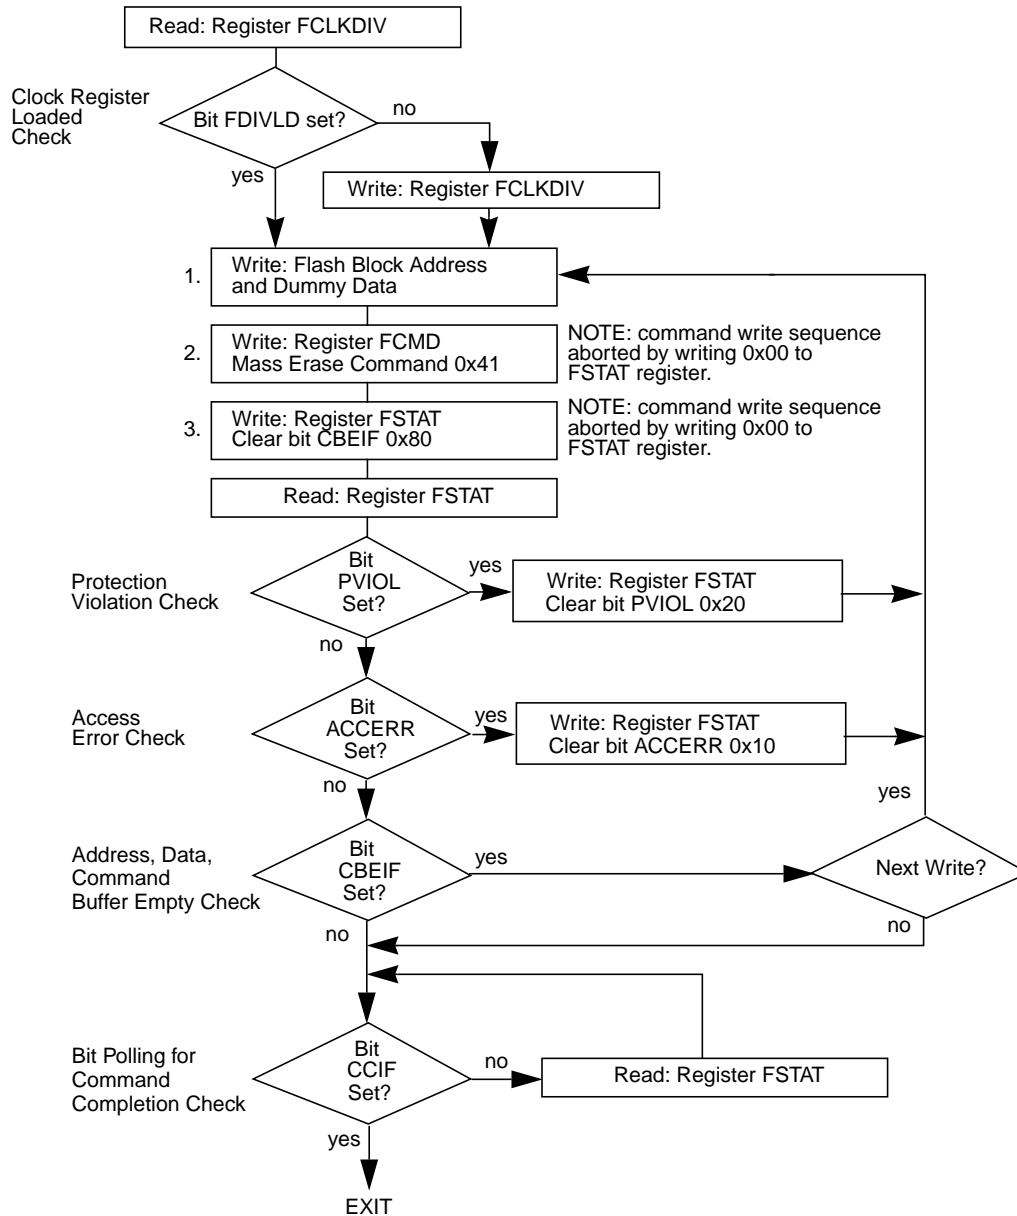 Read: Register FCLKDIV
Clock Register
Loaded
Check
Bit FDIVLD set?
no
yes
Write: Register FCLKDIV
1.
Write: Flash Block Address
and Dummy Data
2.
Write: Register FCMD
Mass Erase Command 0x41
NOTE: command write sequence
aborted by writing 0x00 to
FSTAT register.
3.
Write: Register FSTAT
Clear bit CBEIF 0x80
NOTE: command write sequence
aborted by writing 0x00 to
FSTAT register.
Read: Register FSTAT
Protection
Violation Check
Bit
PVIOL
Set?
yes
Write: Register FSTAT
Clear bit PVIOL 0x20
no
Access
Error Check
Bit
ACCERR
Set?
yes
Write: Register FSTAT
Clear bit ACCERR 0x10
no
yes
Address, Data,
Command
Buffer Empty Check
Bit
CBEIF
Set?
yes
Next Write?
no
no
Bit Polling for
Command
Completion Check
Bit
CCIF
Set?
no
Read: Register FSTAT
yes
EXIT